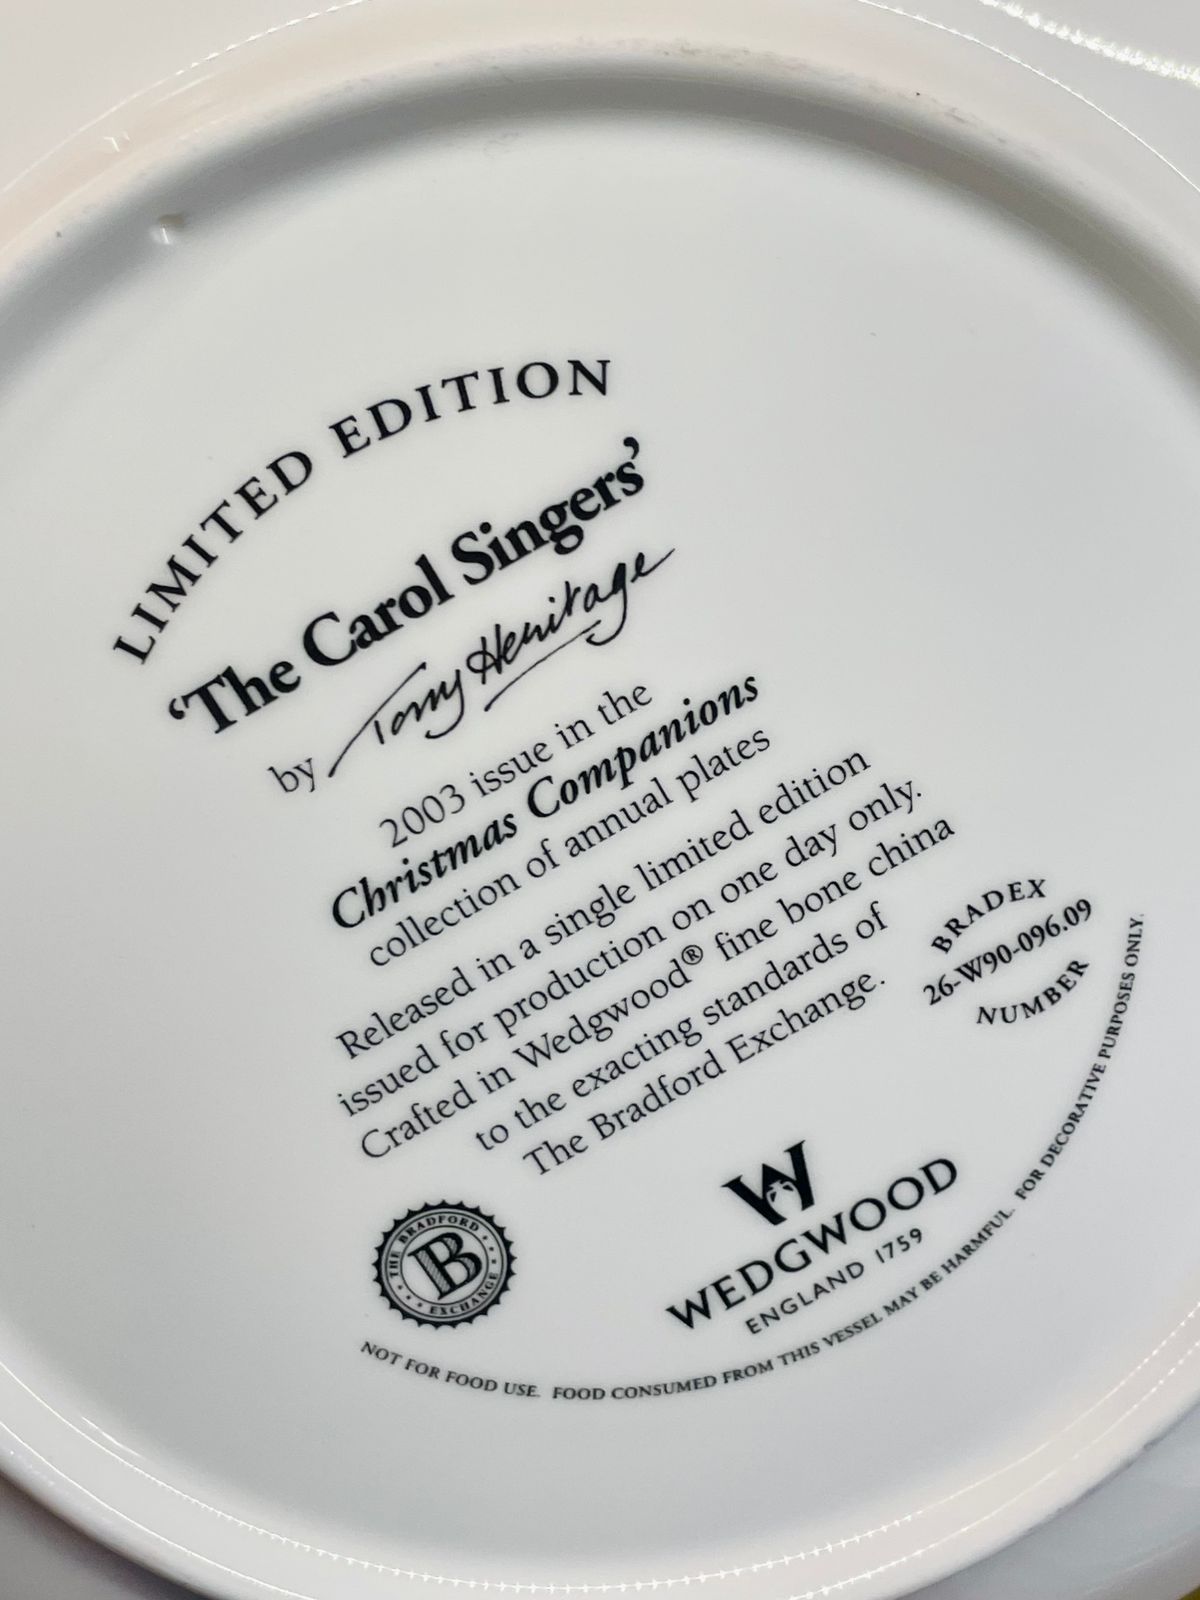 LIMITED EDITION
‘The Carol Singers’
by Tony Heritage
2003 issue in the
Christmas Companions
collection of annual plates
Released in a single limited edition
issued for production on one day only.
Crafted in Wedgwood® fine bone china
to the exacting standards of
The Bradford Exchange.
BRADEX
26-W90-096.09
NUMBER
THE BRADFORD
B
EXCHANGE
W
WEDGWOOD
ENGLAND 1759
NOT FOR FOOD USE. FOOD CONSUMED FROM THIS VESSEL MAY BE HARMFUL. FOR DECORATIVE PURPOSES ONLY.